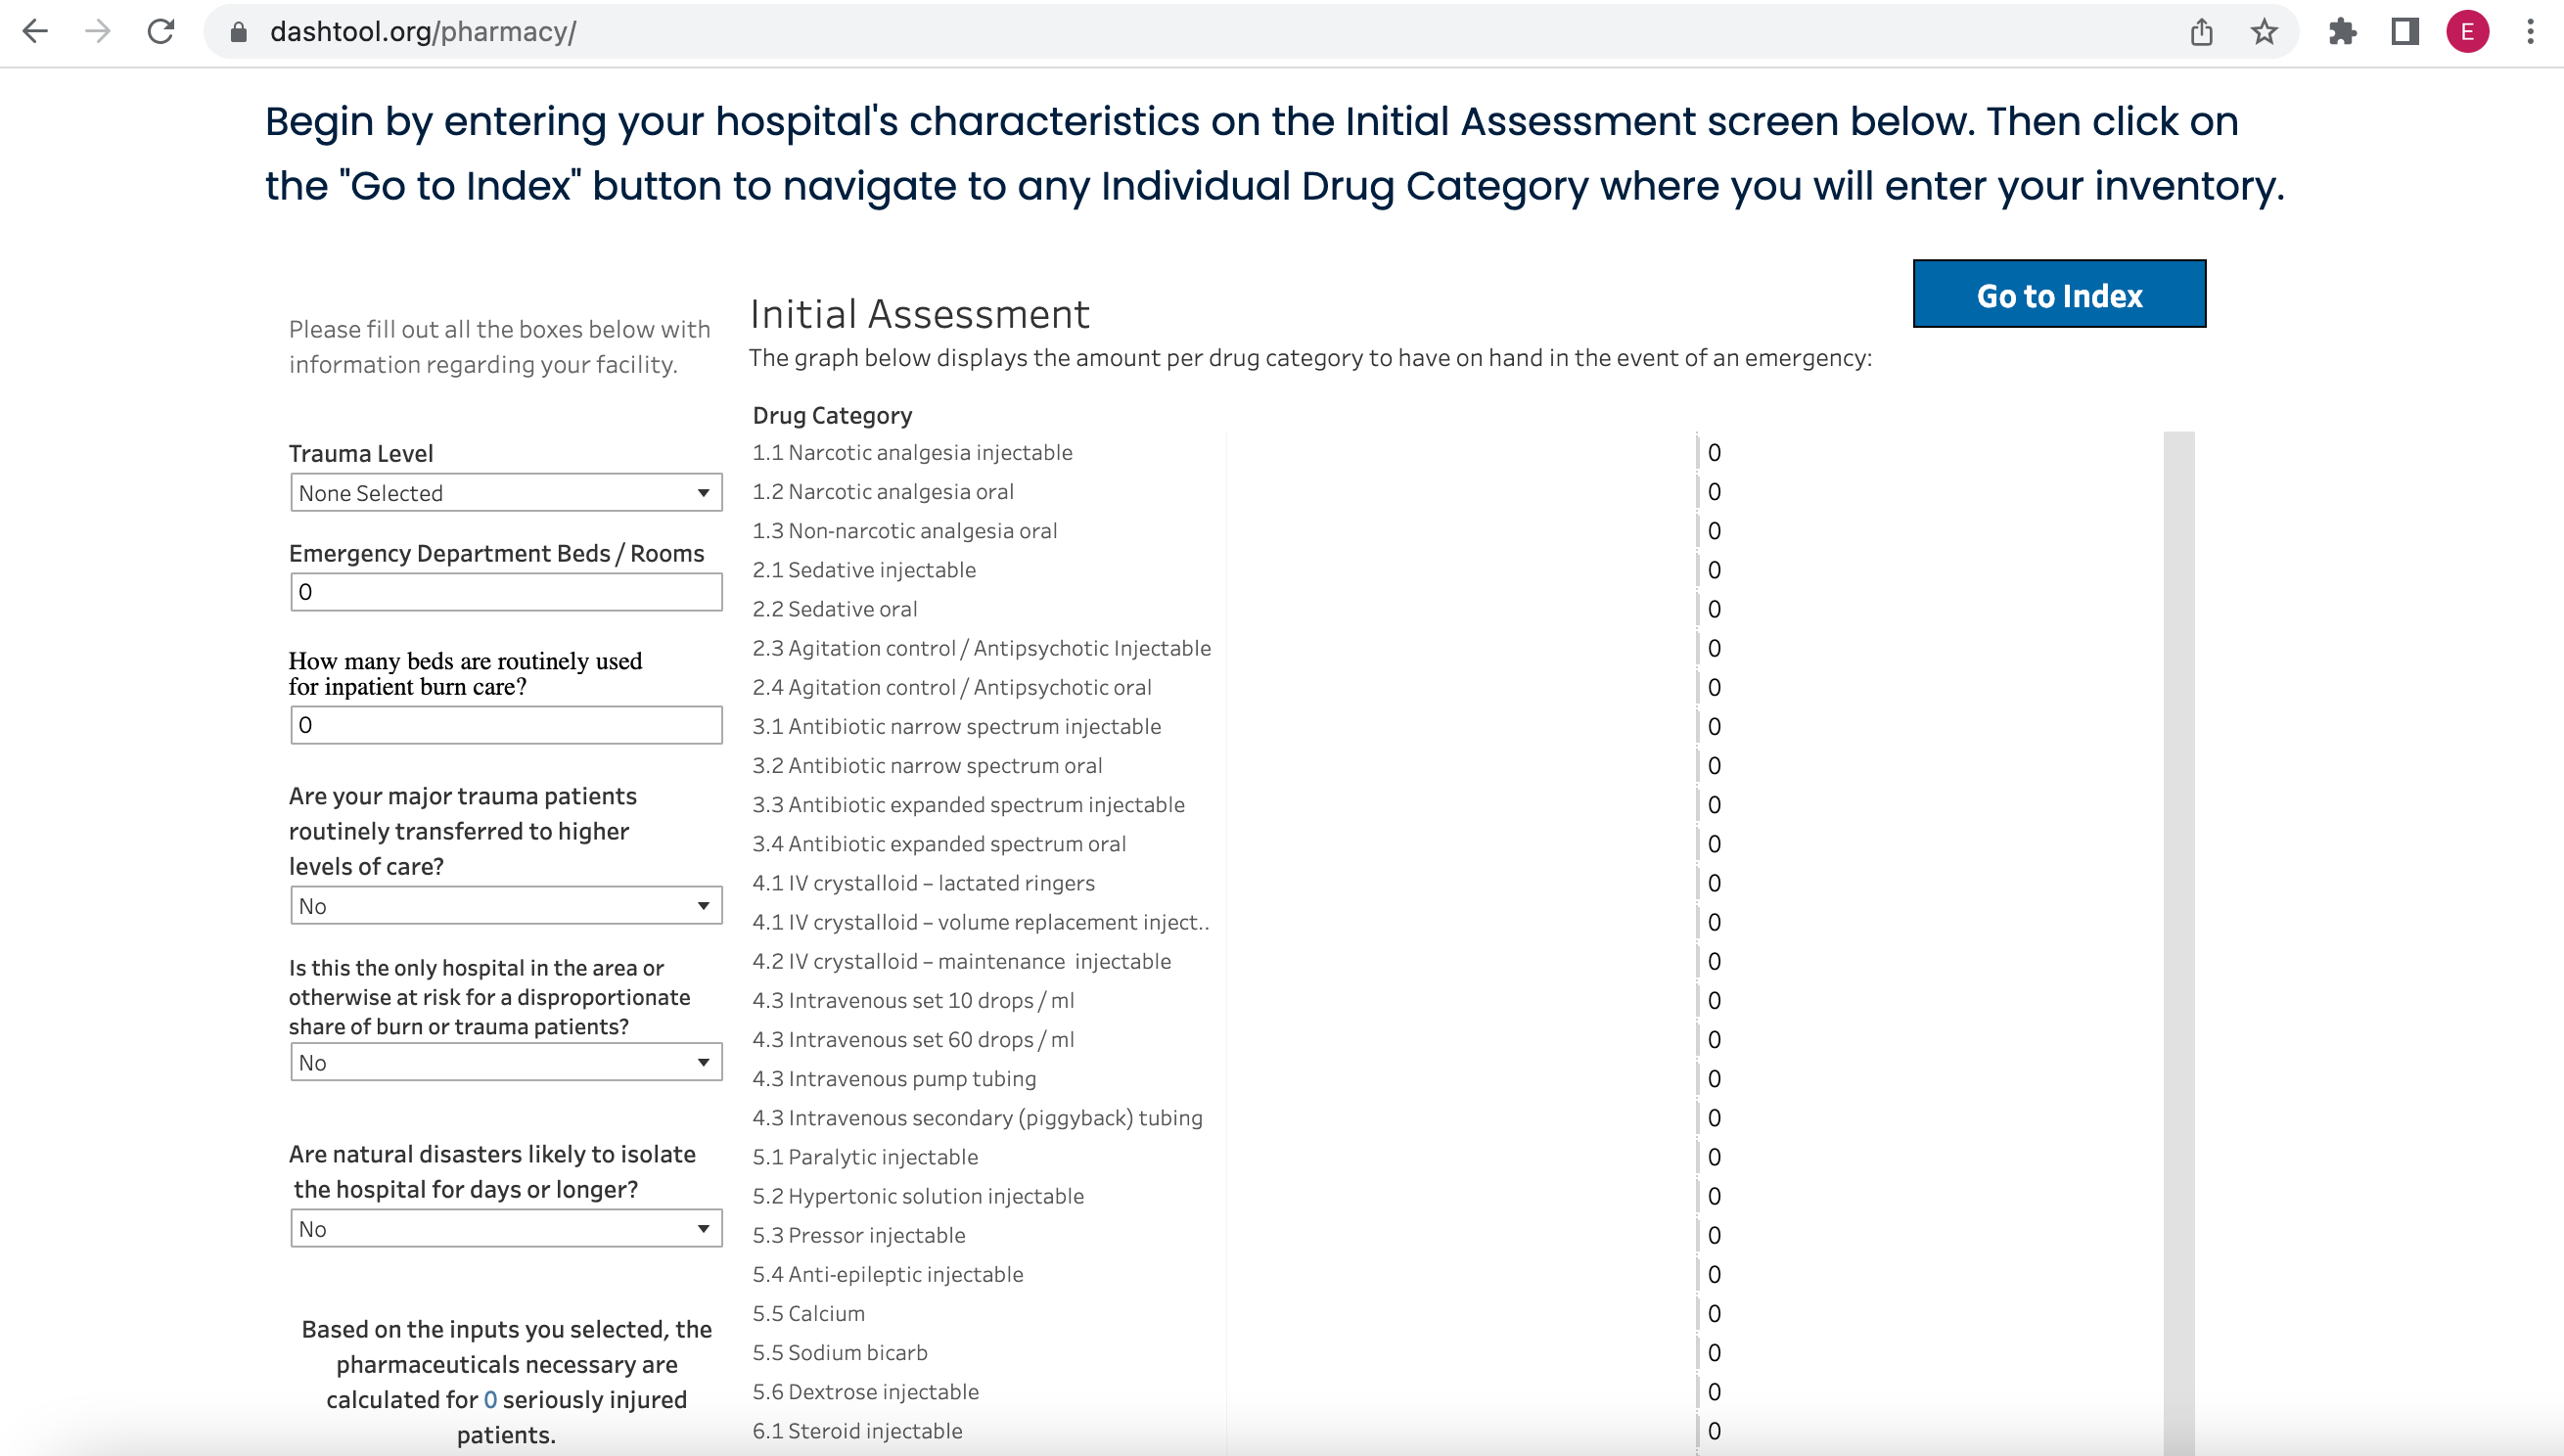 dashtool.org/pharmacy/
E
Begin by entering your hospital's characteristics on the Initial Assessment screen below. Then click on
the "Go to Index" button to navigate to any Individual Drug Category where you will enter your inventory.
Go to Index
Please fill out all the boxes below with
information regarding your facility.
Trauma Level
None Selected
Emergency Department Beds / Rooms
0
How many beds are routinely used
for inpatient burn care?
0
Are your major trauma patients
routinely transferred to higher
levels of care?
No
Is this the only hospital in the area or
otherwise at risk for a disproportionate
share of burn or trauma patients?
No
Are natural disasters likely to isolate
the hospital for days or longer?
No
Based on the inputs you selected, the
pharmaceuticals necessary are
calculated for 0 seriously injured
patients.
Initial Assessment
The graph below displays the amount per drug category to have on hand in the event of an emergency:
Drug Category
1.1 Narcotic analgesia injectable 0
1.2 Narcotic analgesia oral 0
1.3 Non-narcotic analgesia oral 0
2.1 Sedative injectable 0
2.2 Sedative oral 0
2.3 Agitation control / Antipsychotic Injectable 0
2.4 Agitation control / Antipsychotic oral 0
3.1 Antibiotic narrow spectrum injectable 0
3.2 Antibiotic narrow spectrum oral 0
3.3 Antibiotic expanded spectrum injectable 0
3.4 Antibiotic expanded spectrum oral 0
4.1 IV crystalloid – lactated ringers 0
4.1 IV crystalloid – volume replacement inject.. 0
4.2 IV crystalloid – maintenance injectable 0
4.3 Intravenous set 10 drops / ml 0
4.3 Intravenous set 60 drops / ml 0
4.3 Intravenous pump tubing 0
4.3 Intravenous secondary (piggyback) tubing 0
5.1 Paralytic injectable 0
5.2 Hypertonic solution injectable 0
5.3 Pressor injectable 0
5.4 Anti-epileptic injectable 0
5.5 Calcium 0
5.5 Sodium bicarb 0
5.6 Dextrose injectable 0
6.1 Steroid injectable 0